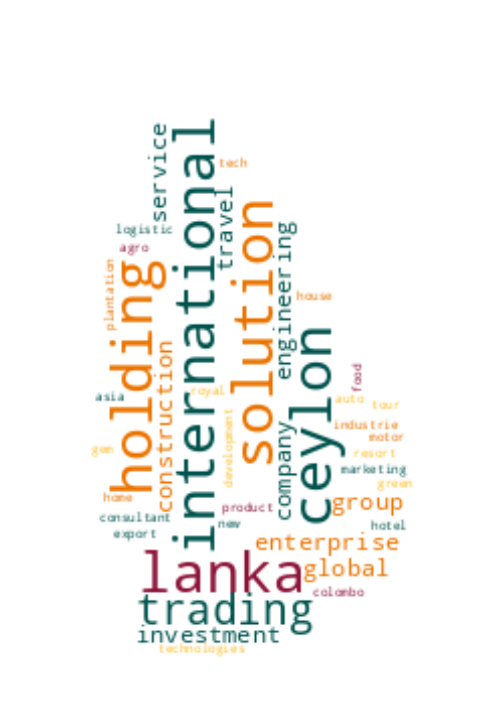 service
international
tech
travel
solution
logistic
agro
engineering
plantation
holding
house
construction
ceylon
food
asia
royal
auto
tour
development
industrie
motor
gem
company
resort
marketing
green
home
product
group
consultant
new
hotel
export
enterprise
lanka
global
colombo
trading
investment
technologies